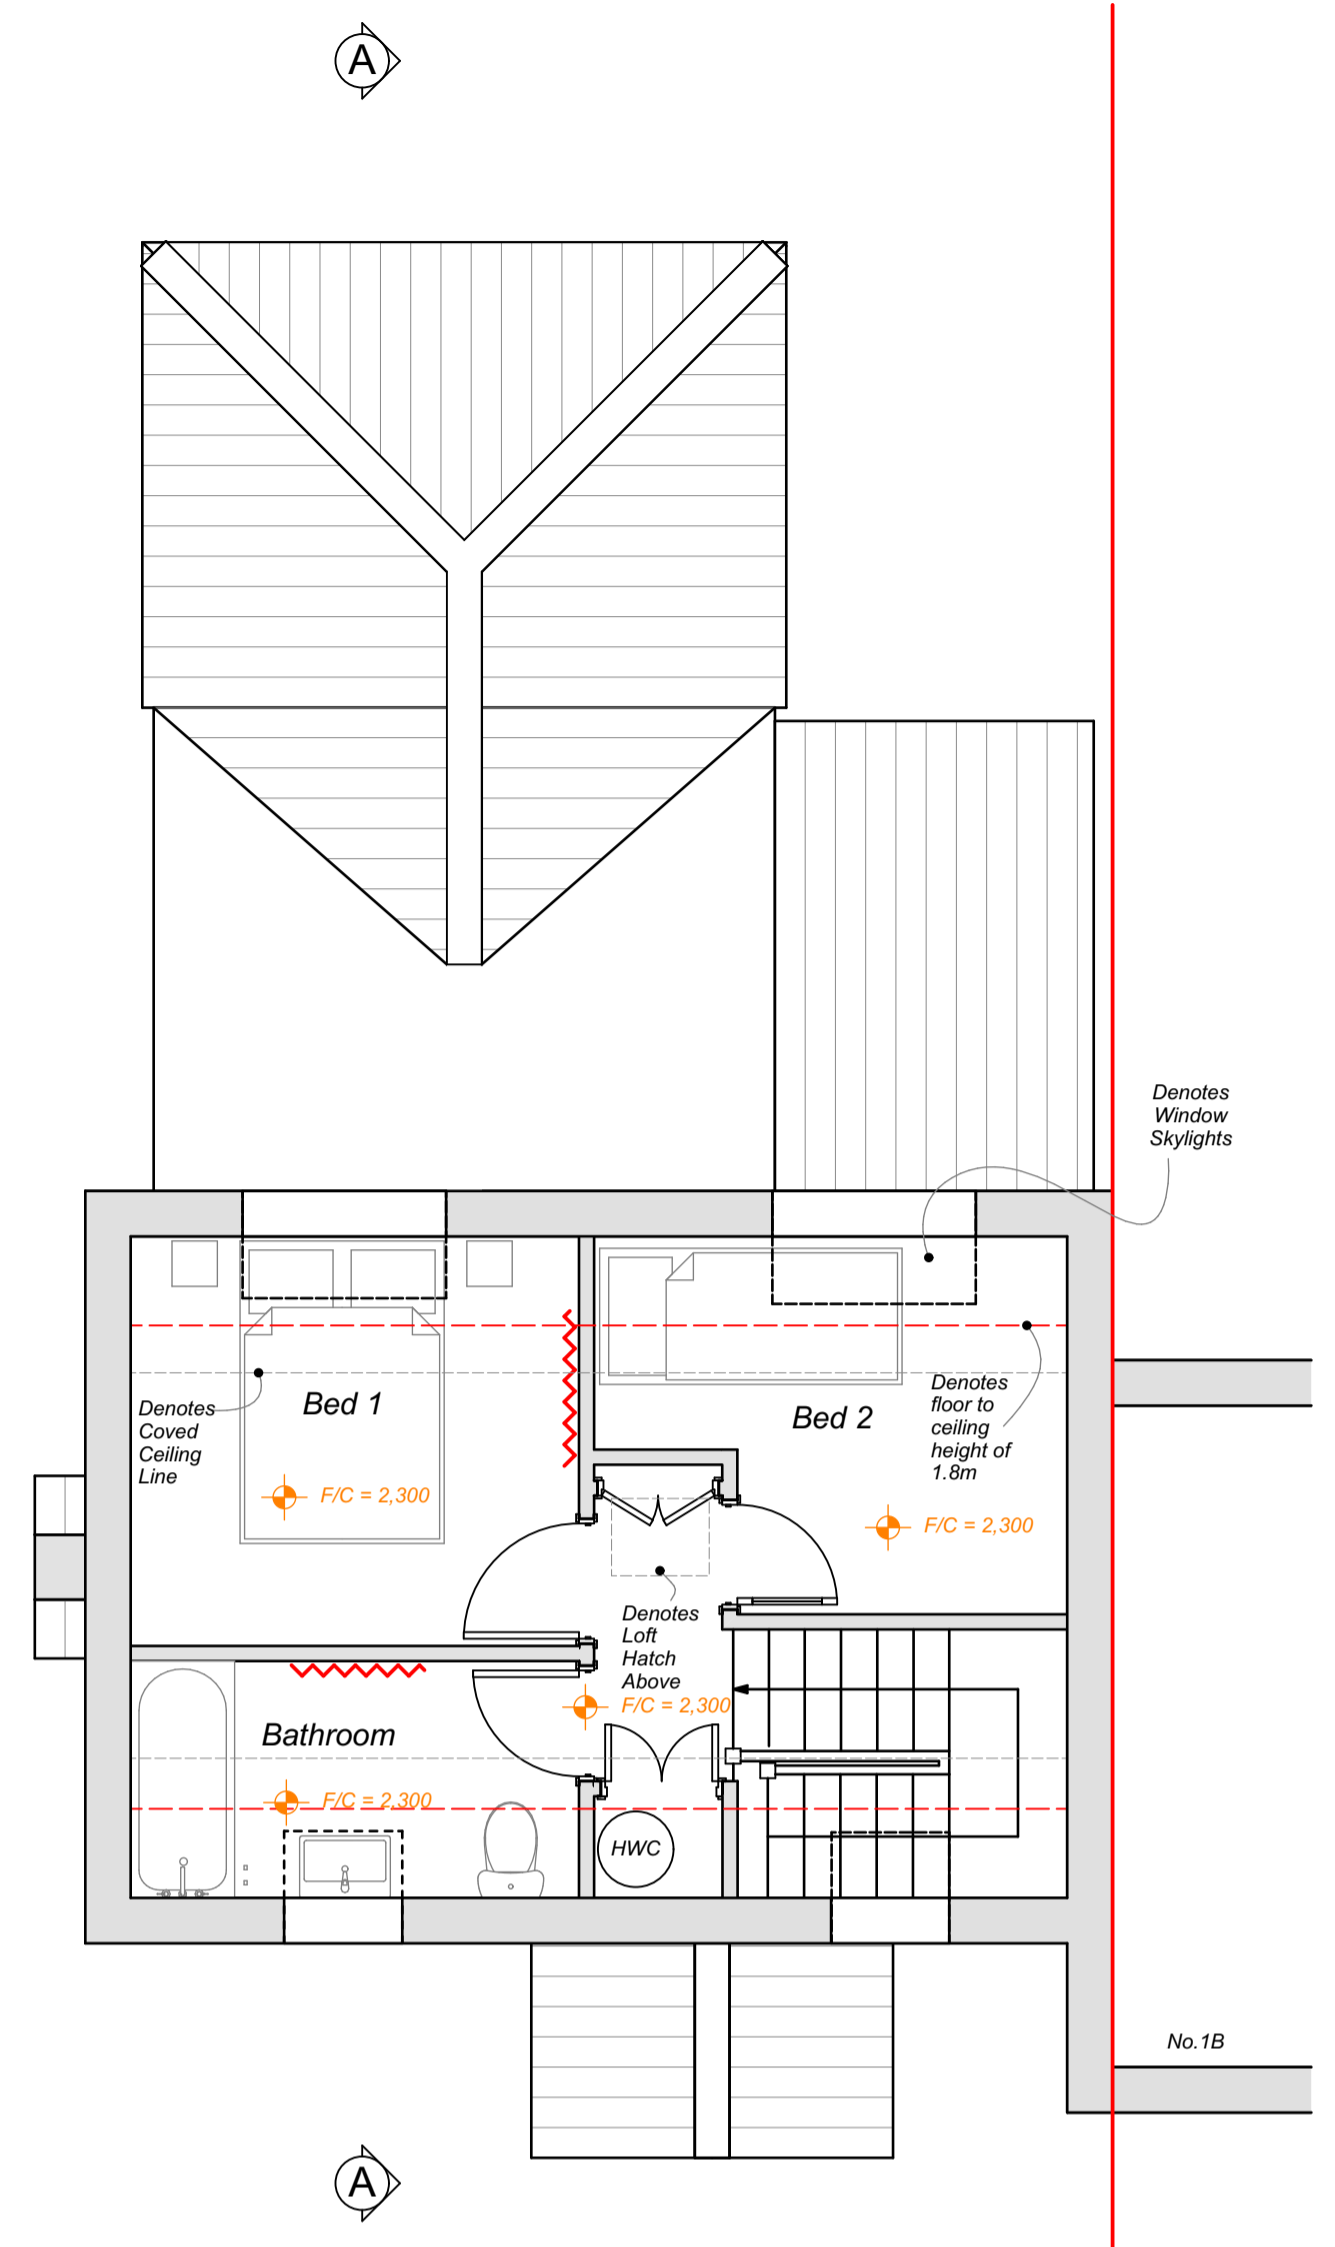 A
Denotes
Window
Skylights
Bed 1
Denotes
Coved
Ceiling
Line
F/C = 2,300
Bed 2
Denotes
floor to
ceiling
height of
1.8m
F/C = 2,300
Denotes
Loft
Hatch
Above
F/C = 2,300
Bathroom
F/C = 2,300
HWC
No.1B
A